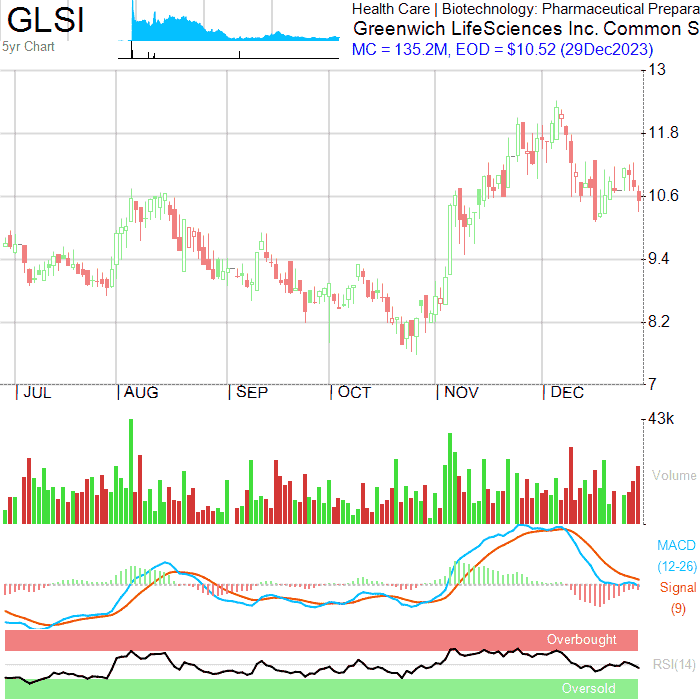 GLSI
5yr Chart
Health Care | Biotechnology: Pharmaceutical Prepara
Greenwich LifeSciences Inc. Common S
MC = 135.2M, EOD = $10.52 (29Dec2023)
13
11.8
10.6
9.4
8.2
7
JUL AUG SEP OCT NOV DEC
43k
Volume
MACD
(12-26)
Signal
(9)
Overbought
RSI(14)
Oversold